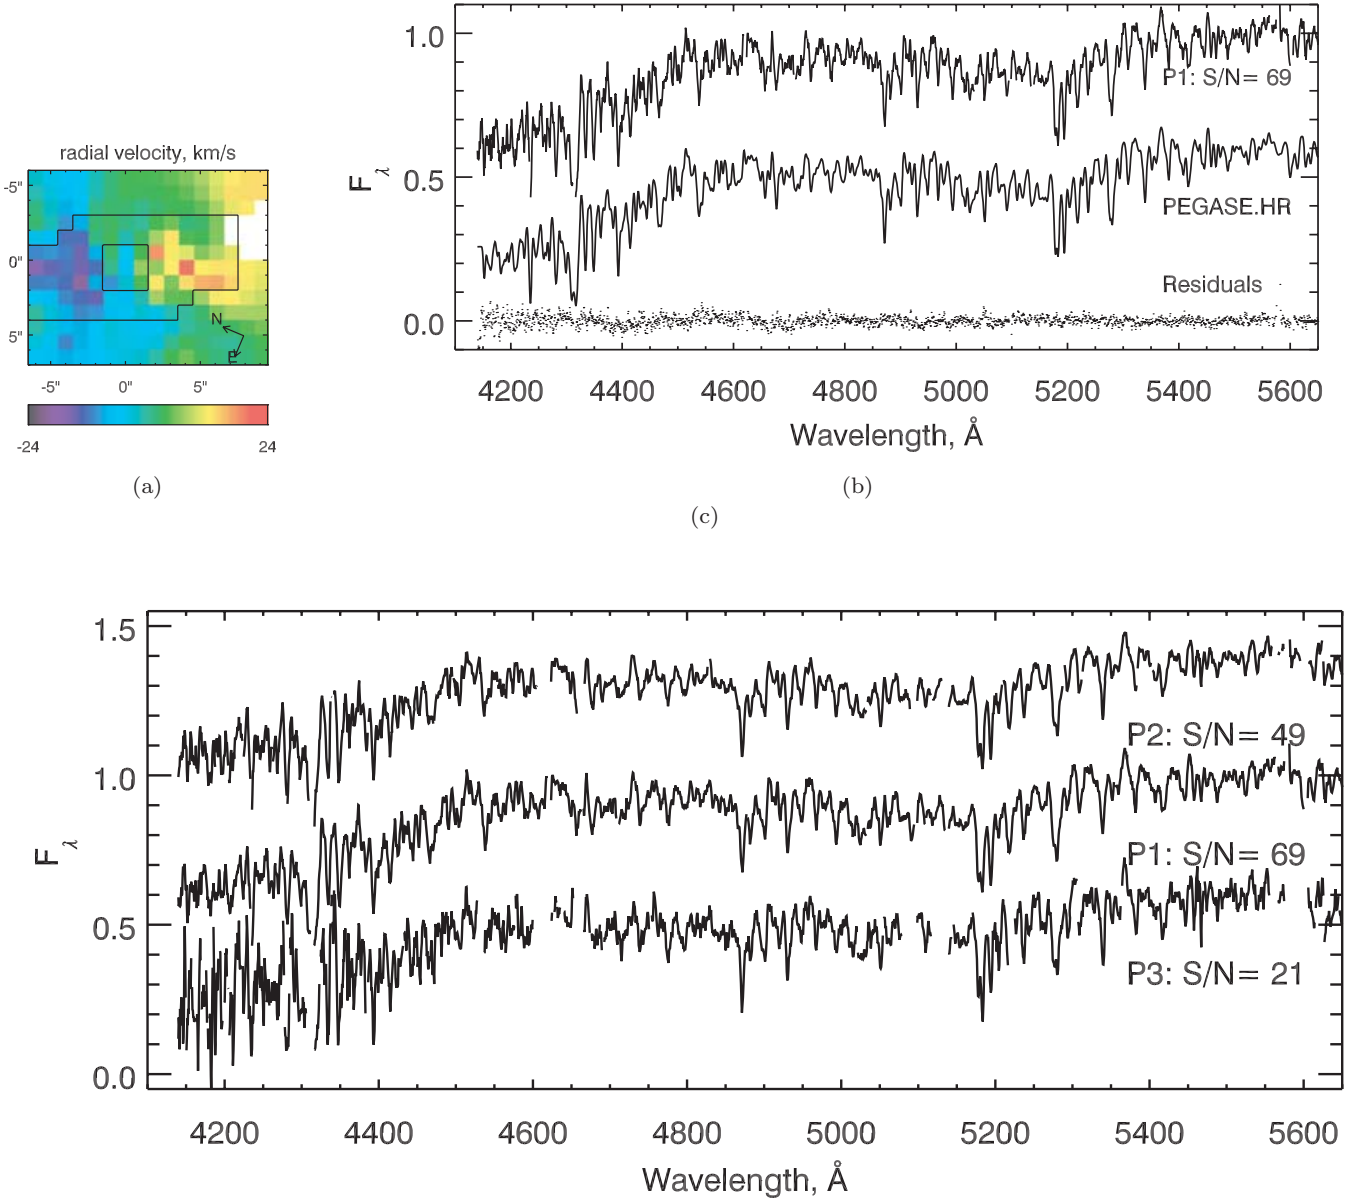 radial velocity, km/s
-5"
0"
5"
N
E
-5" 0" 5"
-24 24
(a)
F λ
1.0
0.5
0.0
P1: S/N= 69
PEGASE.HR
Residuals
4200 4400 4600 4800 5000 5200 5400 5600
Wavelength, Å
(b)
(c)
F λ
1.5
1.0
0.5
0.0
P2: S/N= 49
P1: S/N= 69
P3: S/N= 21
4200 4400 4600 4800 5000 5200 5400 5600
Wavelength, Å